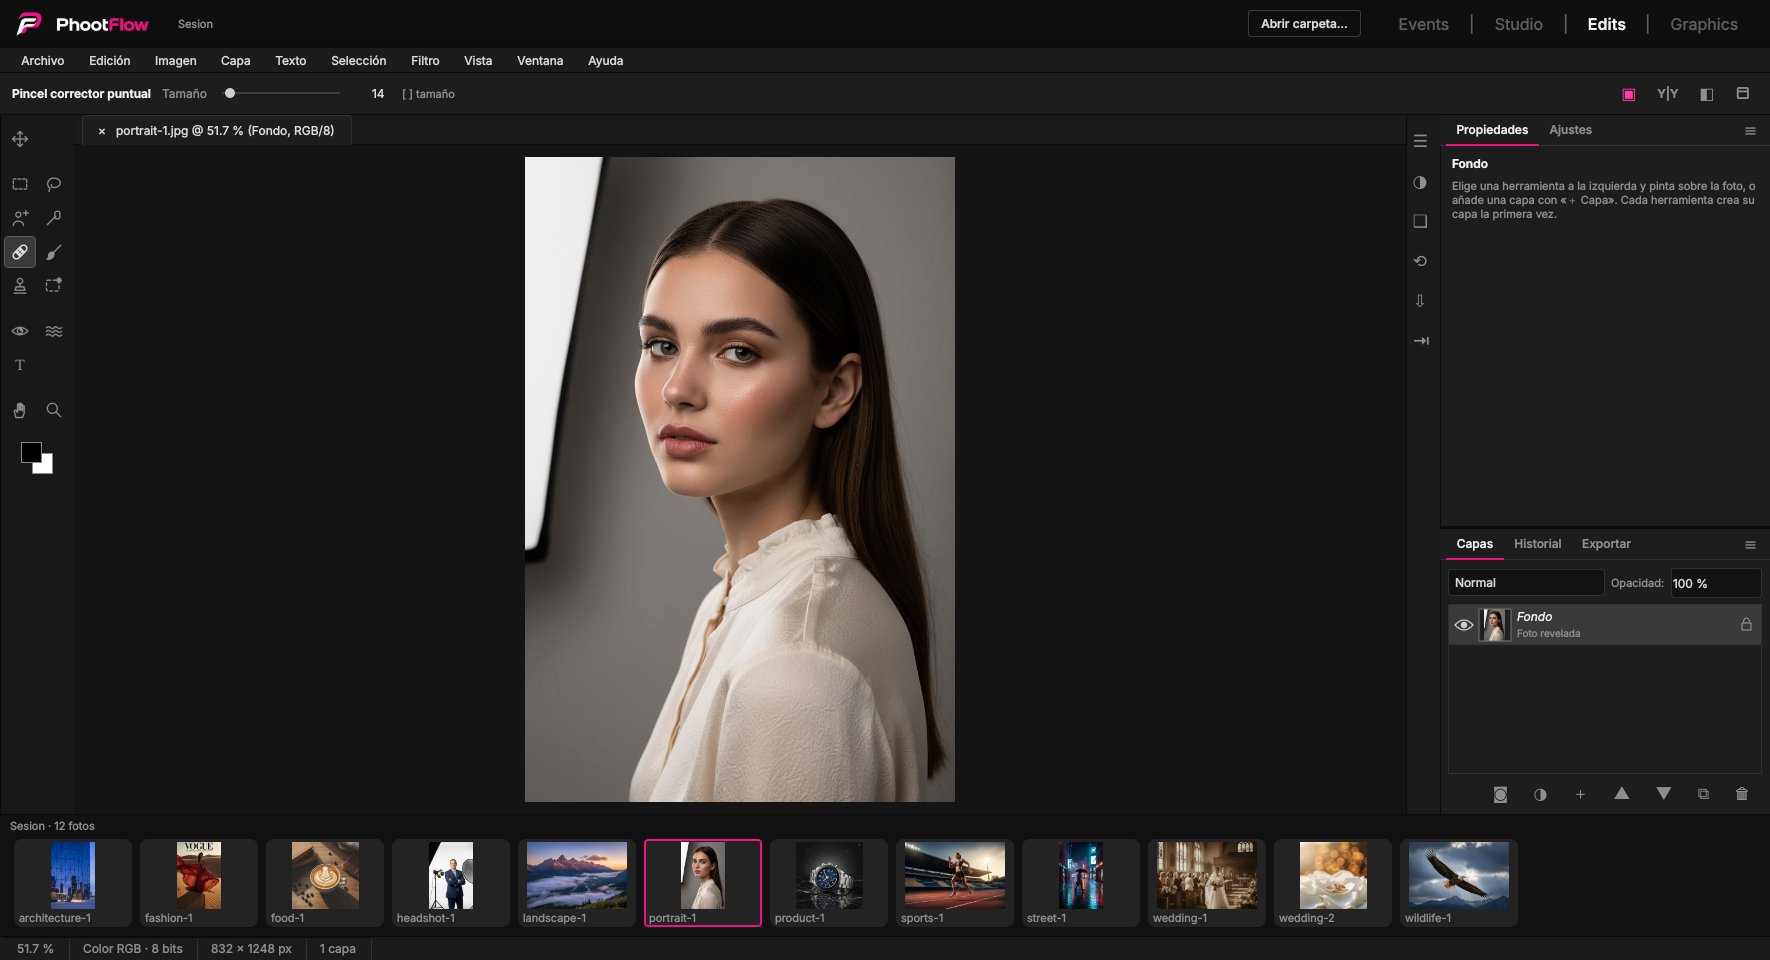 PhootFlow
Sesion
Abrir carpeta...
Events
Studio
Edits
Graphics
Archivo
Edición
Imagen
Capa
Texto
Selección
Filtro
Vista
Ventana
Ayuda
Pincel corrector puntual
Tamaño
14
[ ] tamaño
Y|Y
× portrait-1.jpg @ 51.7 % (Fondo, RGB/8)
T
Propiedades
Ajustes
Fondo
Elige una herramienta a la izquierda y pinta sobre la foto, o
añade una capa con «+ Capa». Cada herramienta crea su
capa la primera vez.
Capas
Historial
Exportar
Normal
Opacidad:
100 %
Fondo
Foto revelada
Sesion · 12 fotos
VOGUE
architecture-1
fashion-1
food-1
headshot-1
landscape-1
portrait-1
product-1
sports-1
street-1
wedding-1
wedding-2
wildlife-1
51.7 %
Color RGB · 8 bits
832 × 1248 px
1 capa